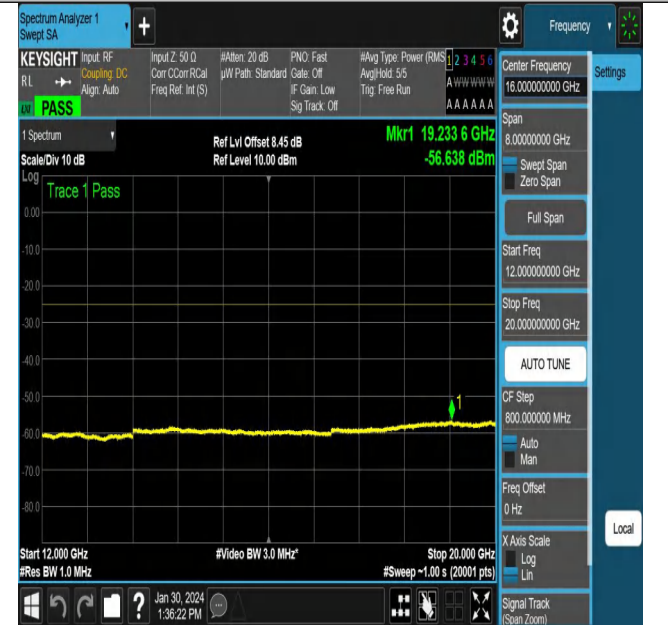 Spectrum Analyzer 1
Swept SA
+
Frequency
KEYSIGHT
RL
LXI PASS
Input: RF
Coupling: DC
Align: Auto
Input Z: 50 Ω
Corr CCorr RCal
Freq Ref: Int (S)
#Atten: 20 dB
µW Path: Standard
PNO: Fast
Gate: Off
IF Gain: Low
Sig Track: Off
#Avg Type: Power (RMS
Avg|Hold: 5/5
Trig: Free Run
1 2 3 4 5 6
A W W W W W
A A A A A A
1 Spectrum
Scale/Div 10 dB
Ref Lvl Offset 8.45 dB
Ref Level 10.00 dBm
Mkr1 19.233 6 GHz
-56.638 dBm
Log
Trace 1 Pass
0.00
-10.0
-20.0
-30.0
-40.0
-50.0
-60.0
-70.0
-80.0
1
Start 12.000 GHz
#Res BW 1.0 MHz
#Video BW 3.0 MHz*
Stop 20.000 GHz
#Sweep ~1.00 s (20001 pts)
Center Frequency
16.000000000 GHz
Settings
Span
8.00000000 GHz
Swept Span
Zero Span
Full Span
Start Freq
12.000000000 GHz
Stop Freq
20.000000000 GHz
AUTO TUNE
CF Step
800.000000 MHz
Auto
Man
Freq Offset
0 Hz
X Axis Scale
Log
Lin
Local
Signal Track
(Span Zoom)
?
Jan 30, 2024
1:36:22 PM